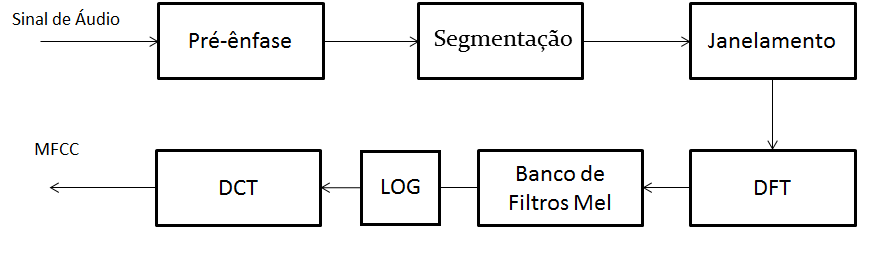 Sinal de Áudio
Pré-ênfase
Segmentação
Janelamento
MFCC
DCT
LOG
Banco de
Filtros Mel
DFT